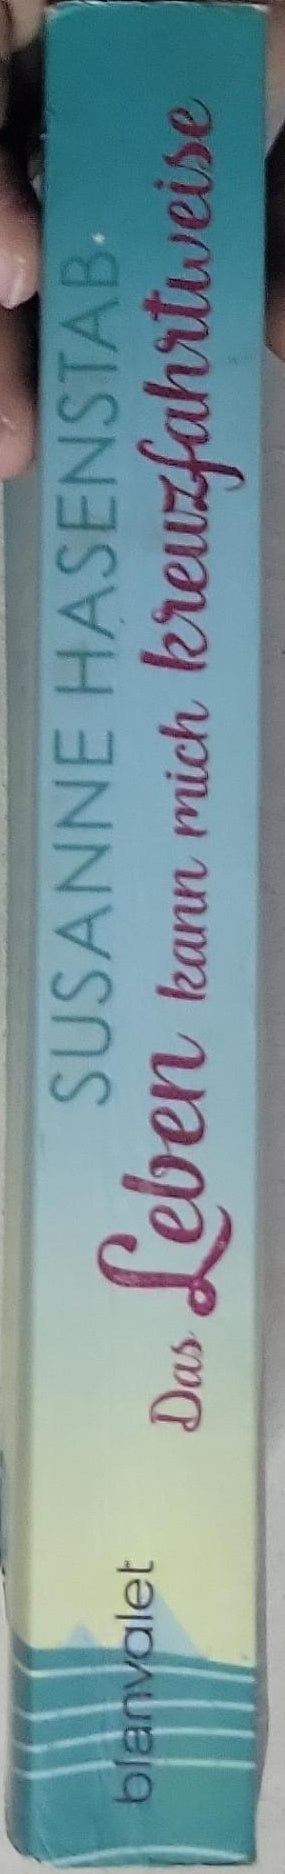 SUSANNE HASENSTAB
Das Leben kann mich kreuzfahrtweise
blanvalet